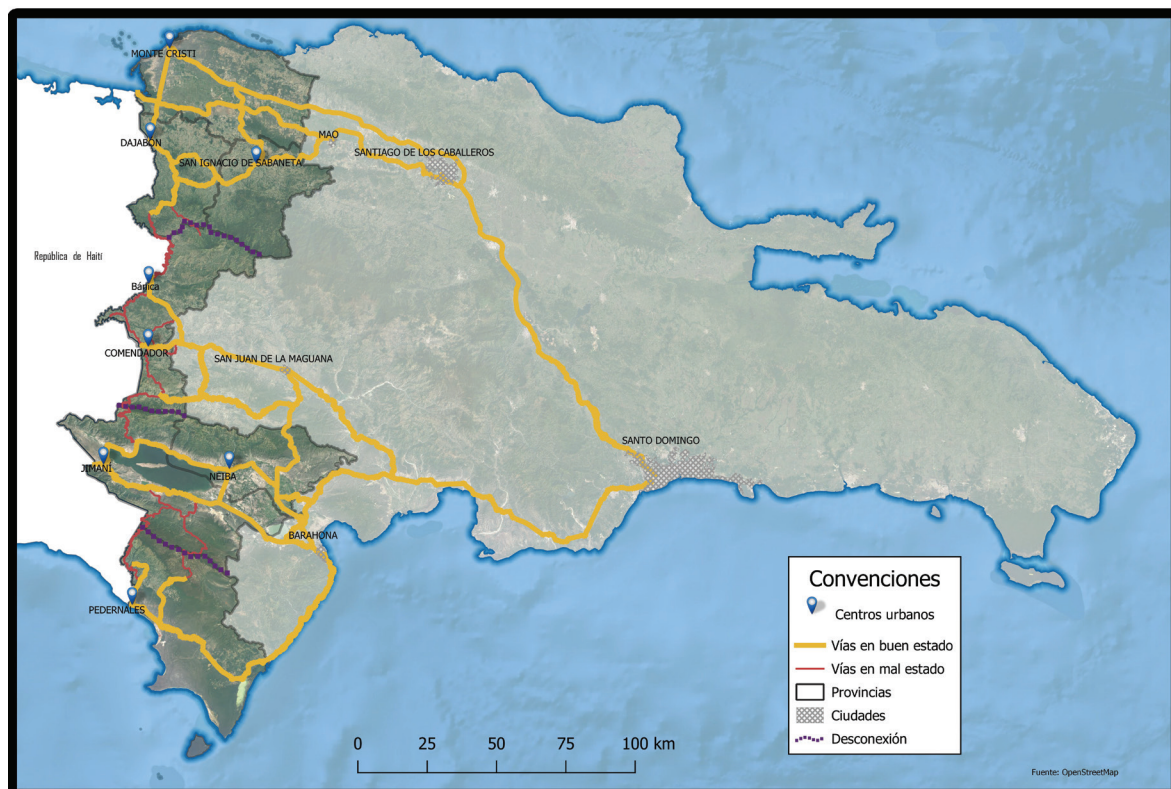 MONTE CRISTI
DAJABÓN
MAO
SAN IGNACIO DE SABANETA
SANTIAGO DE LOS CABALLEROS
República de Haití
Bánica
COMENDADOR
SAN JUAN DE LA MAGUANA
SANTO DOMINGO
JIMANÍ
NEIBA
BARAHONA
PEDERNALES
Convenciones
Centros urbanos
Vías en buen estado
Vías en mal estado
Provincias
Ciudades
Desconexión
0 25 50 75 100 km
Fuente: OpenStreetMap